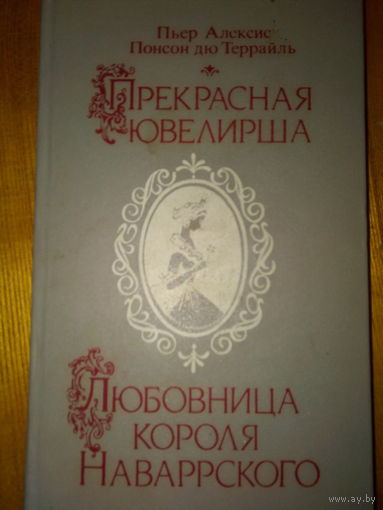 Пьер Алексис
Понсон дю Террайль
Прекрасная
ювелирша
Любовница
короля
Наваррского
www.ay.by